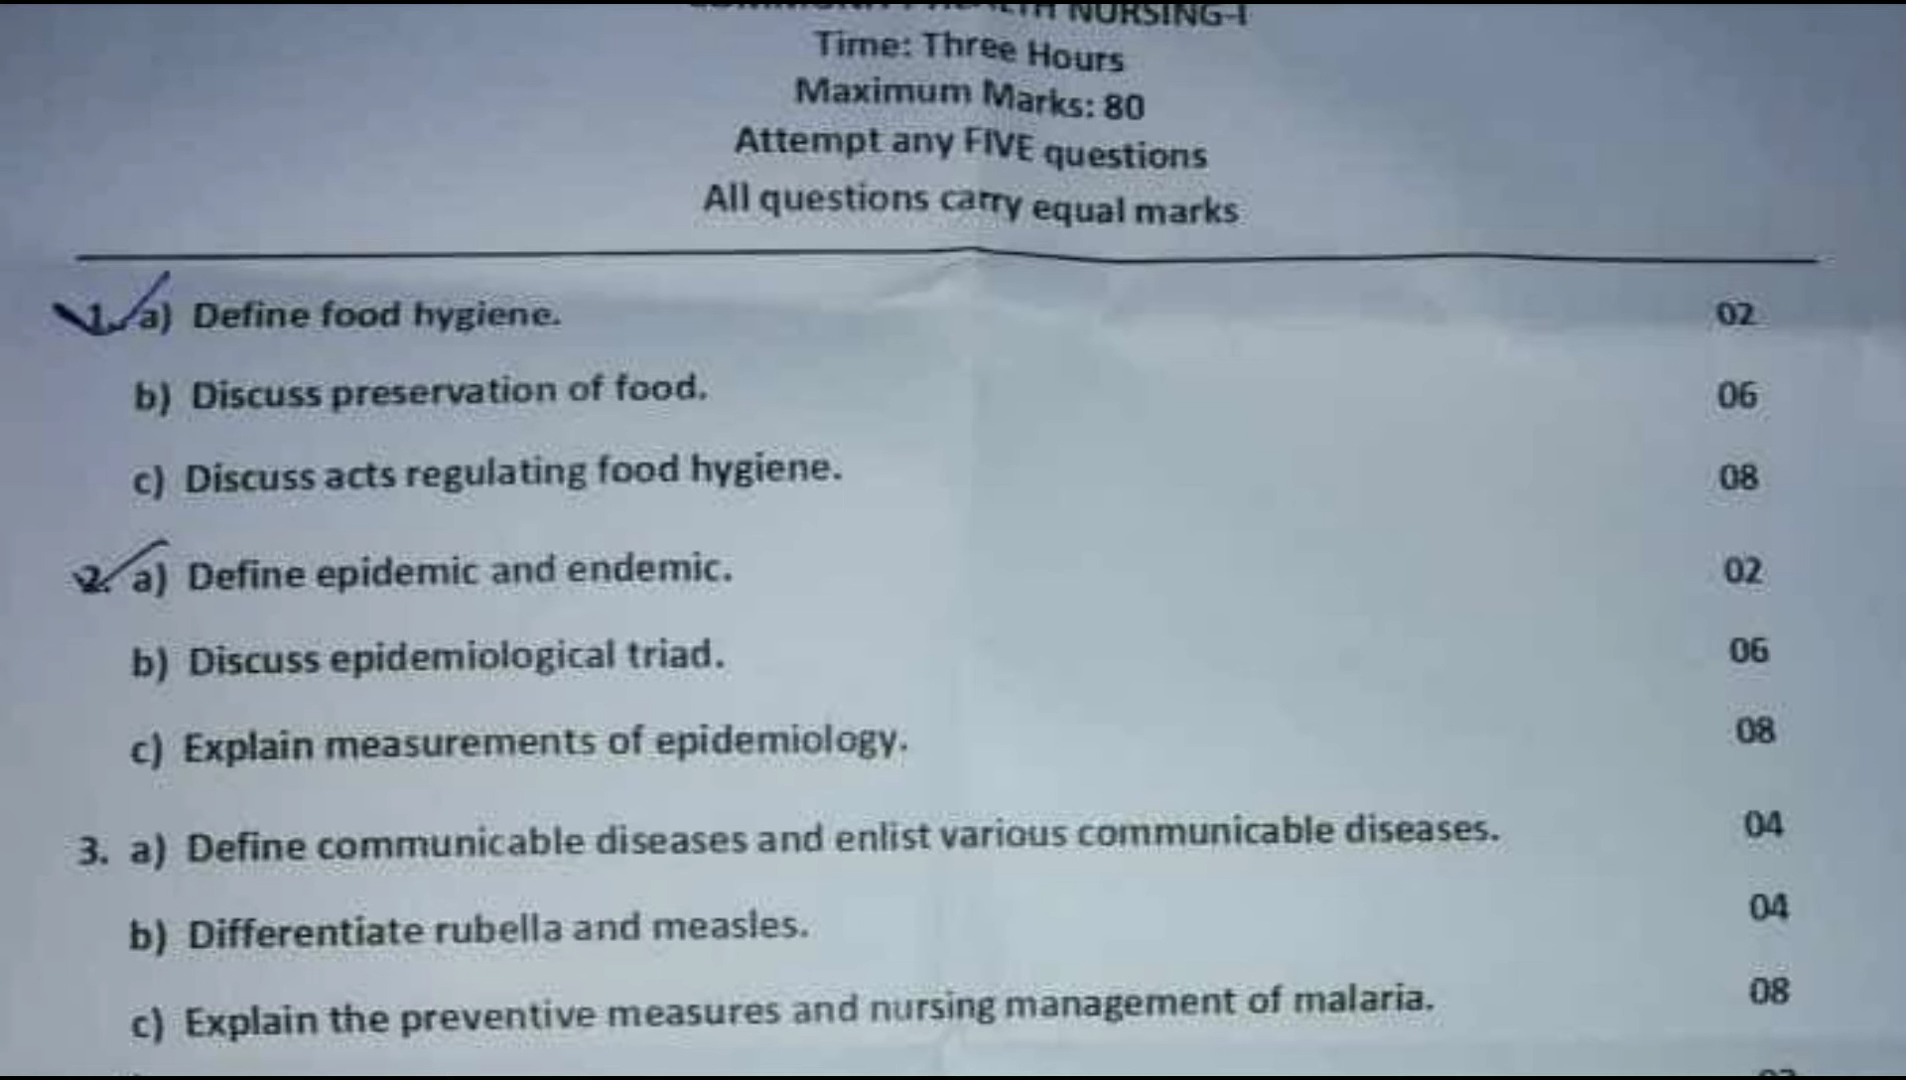 NURSING-I
Time: Three Hours
Maximum Marks: 80
Attempt any FIVE questions
All questions carry equal marks
1. a) Define food hygiene. 02
b) Discuss preservation of food. 06
c) Discuss acts regulating food hygiene. 08
2. a) Define epidemic and endemic. 02
b) Discuss epidemiological triad. 06
c) Explain measurements of epidemiology. 08
3. a) Define communicable diseases and enlist various communicable diseases. 04
b) Differentiate rubella and measles. 04
c) Explain the preventive measures and nursing management of malaria. 08